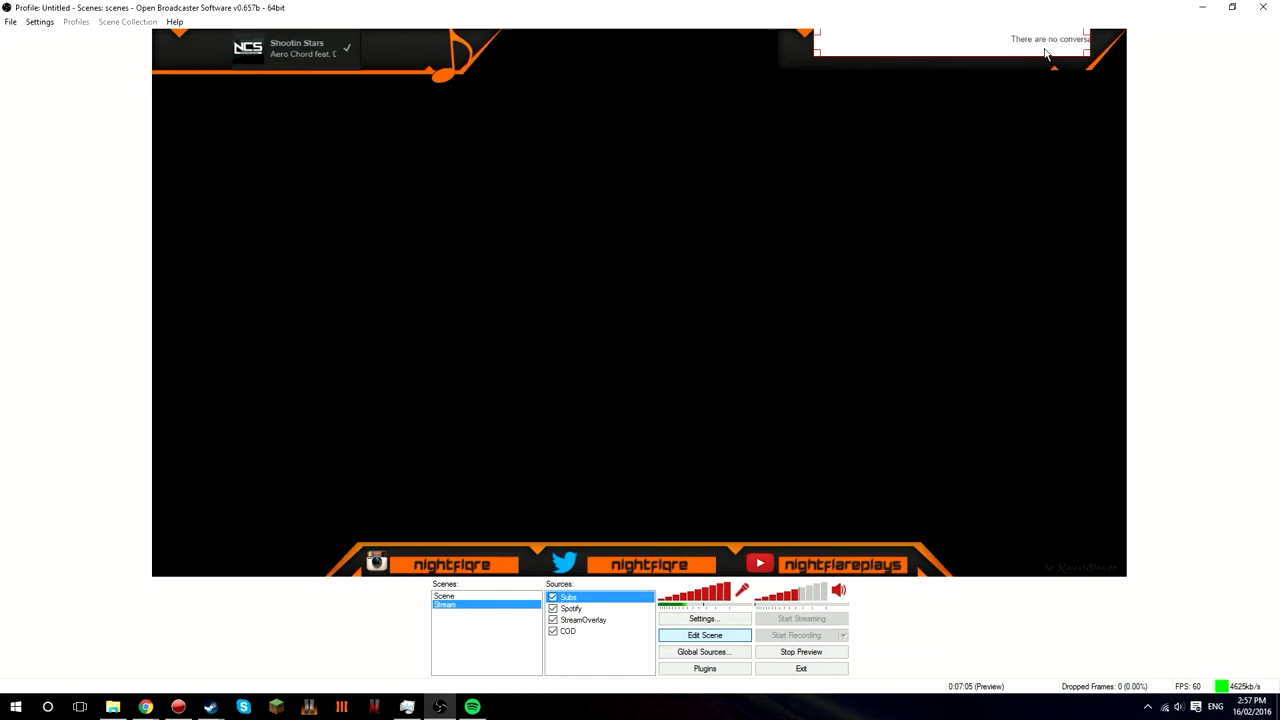 Profile: Untitled - Scenes: scenes - Open Broadcaster Software v0.657b - 64bit
File Settings Profiles Scene Collection Help
NCS
Shootin Stars
Aero Chord feat. D
There are no conversa
nightflqre nightflqre nightflareplays
Scenes:
Scene
Stream
Sources:
Subs
Spotify
StreamOverlay
COD
Settings... Start Streaming
Edit Scene Start Recording
Global Sources... Stop Preview
Plugins Exit
0:07:05 (Preview) Dropped Frames: 0 (0.00%) FPS: 60 4625kb/s
ENG 2:57 PM
16/02/2016